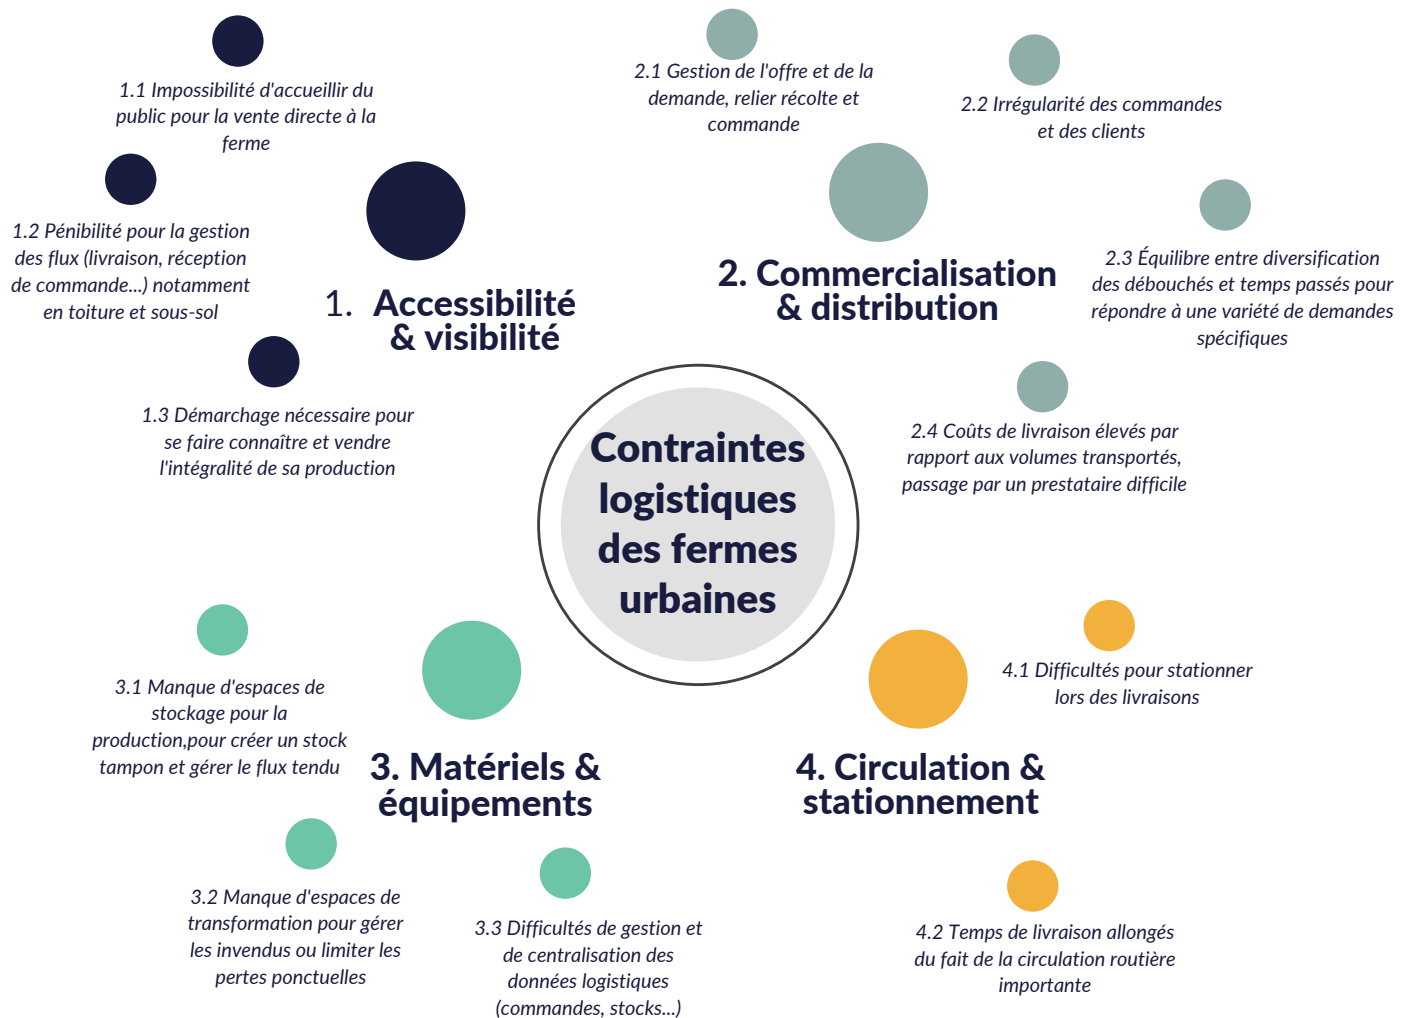 Contraintes
logistiques
des fermes
urbaines
1. Accessibilité
& visibilité
1.1 Impossibilité d'accueillir du
public pour la vente directe à la
ferme
1.2 Pénibilité pour la gestion
des flux (livraison, réception
de commande...) notamment
en toiture et sous-sol
1.3 Démarchage nécessaire pour
se faire connaître et vendre
l'intégralité de sa production
2. Commercialisation
& distribution
2.1 Gestion de l'offre et de la
demande, relier récolte et
commande
2.2 Irrégularité des commandes
et des clients
2.3 Équilibre entre diversification
des débouchés et temps passés pour
répondre à une variété de demandes
spécifiques
2.4 Coûts de livraison élevés par
rapport aux volumes transportés,
passage par un prestataire difficile
3. Matériels &
équipements
3.1 Manque d'espaces de
stockage pour la
production,pour créer un stock
tampon et gérer le flux tendu
3.2 Manque d'espaces de
transformation pour gérer
les invendus ou limiter les
pertes ponctuelles
3.3 Difficultés de gestion et
de centralisation des
données logistiques
(commandes, stocks...)
4. Circulation &
stationnement
4.1 Difficultés pour stationner
lors des livraisons
4.2 Temps de livraison allongés
du fait de la circulation routière
importante